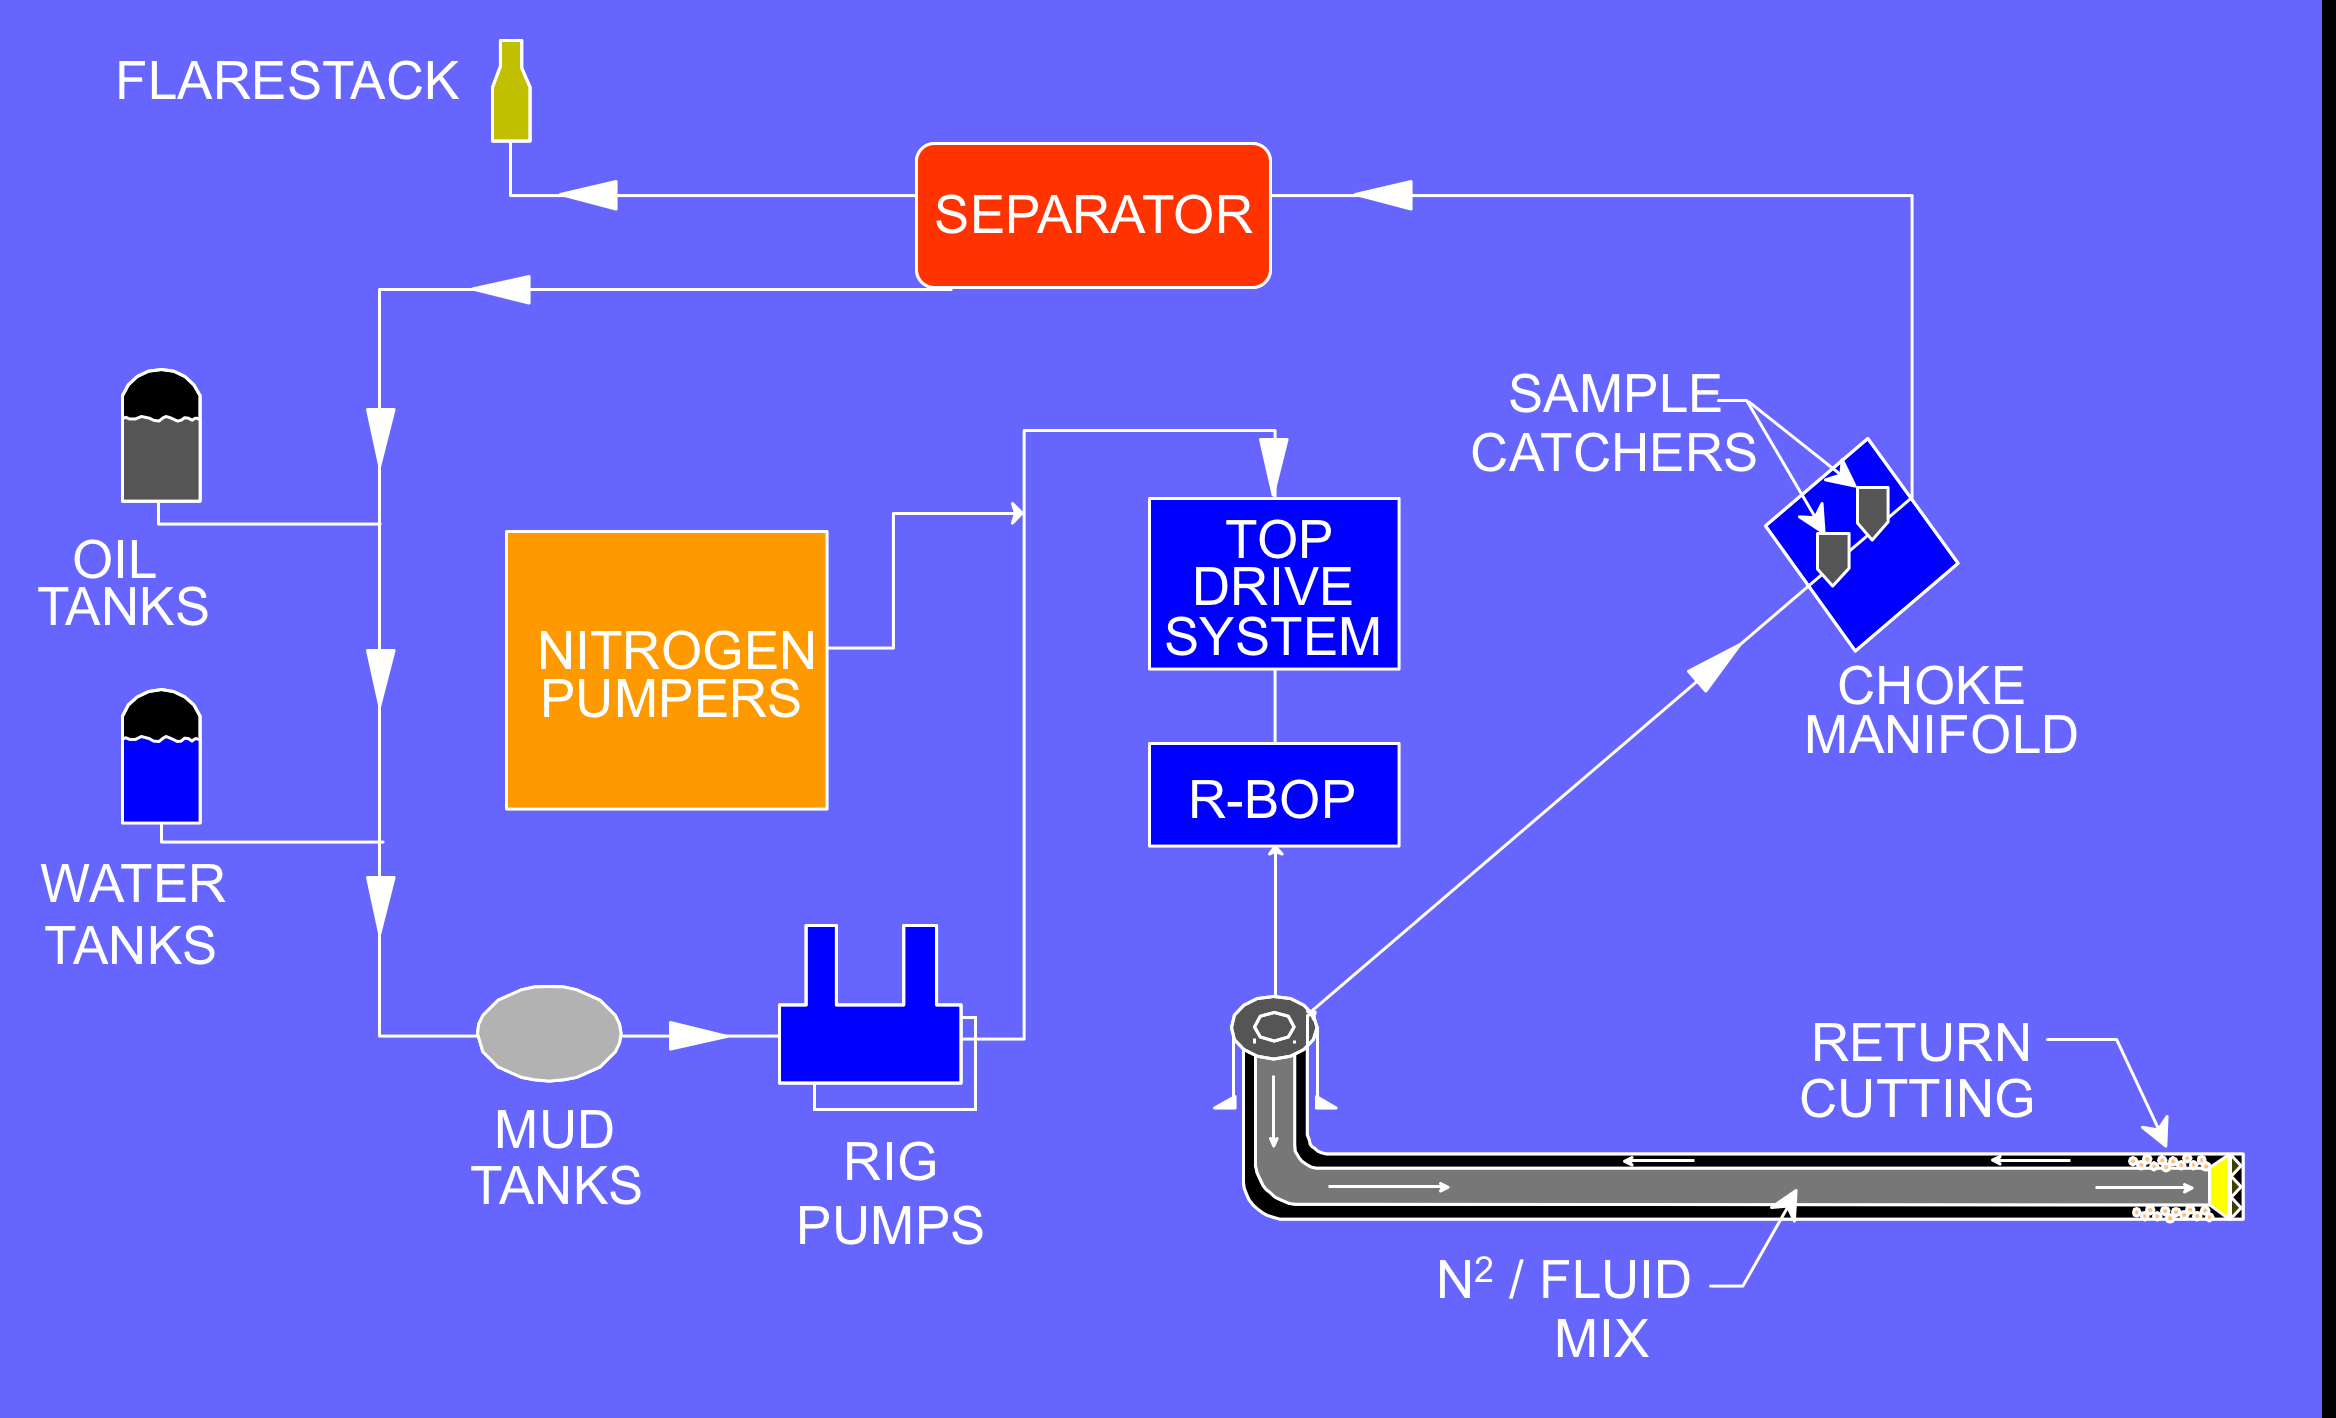 FLARESTACK
SEPARATOR
SAMPLE
CATCHERS
OIL
TANKS
NITROGEN
PUMPERS
TOP
DRIVE
SYSTEM
CHOKE
MANIFOLD
R-BOP
WATER
TANKS
MUD
TANKS
RIG
PUMPS
RETURN
CUTTING
N² / FLUID
MIX